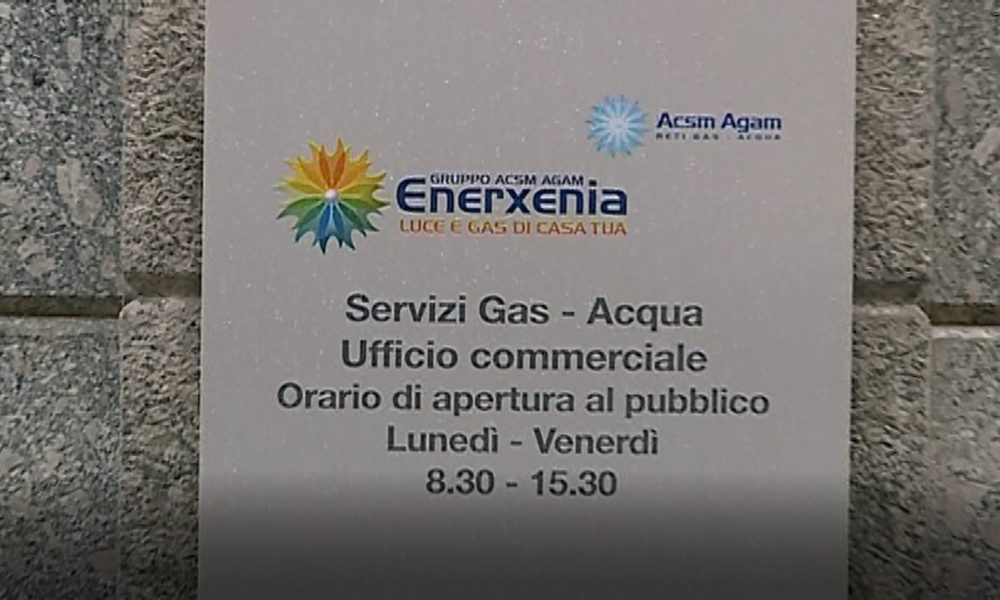 Acsm Agam
RETI GAS - ACQUA
GRUPPO ACSM AGAM
Enerxenia
LUCE E GAS DI CASA TUA
Servizi Gas - Acqua
Ufficio commerciale
Orario di apertura al pubblico
Lunedì - Venerdì
8.30 - 15.30